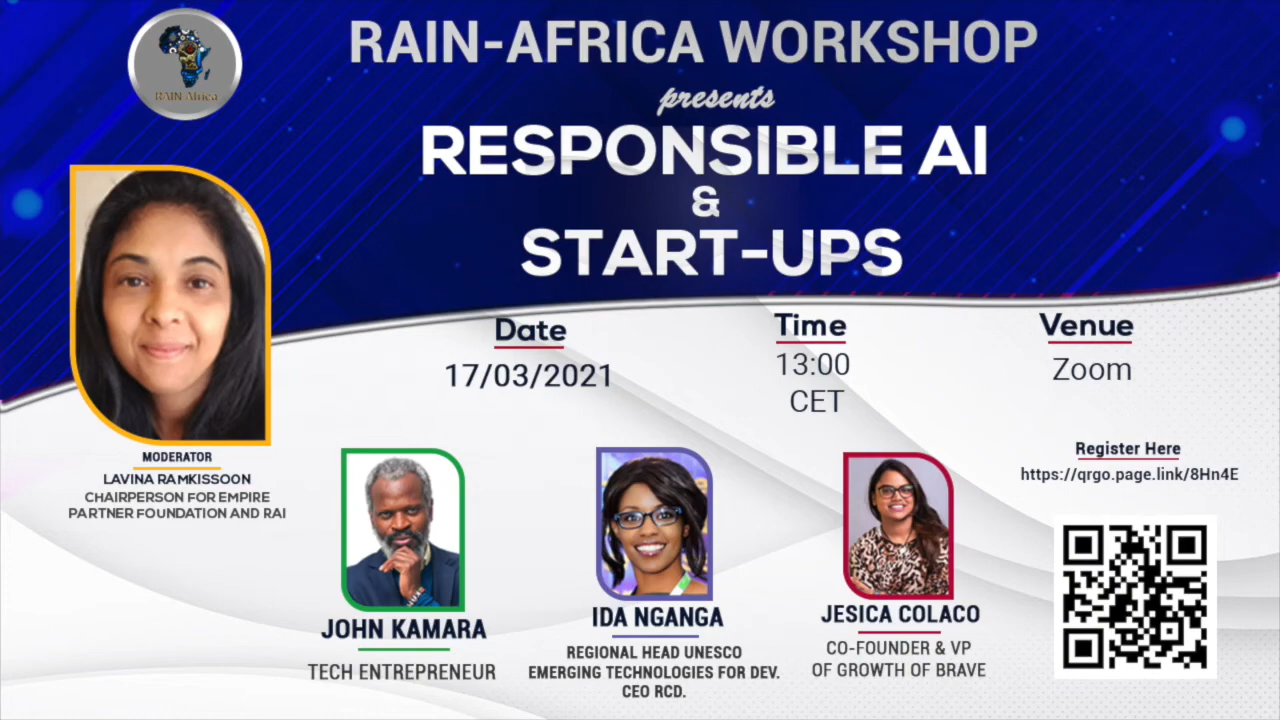 RAIN Africa
RAIN-AFRICA WORKSHOP
presents
RESPONSIBLE AI
&
START-UPS
Date
17/03/2021
Time
13:00
CET
Venue
Zoom
MODERATOR
LAVINA RAMKISSOON
CHAIRPERSON FOR EMPIRE
PARTNER FOUNDATION AND RAI
JOHN KAMARA
TECH ENTREPRENEUR
IDA NGANGA
REGIONAL HEAD UNESCO
EMERGING TECHNOLOGIES FOR DEV.
CEO RCD.
JESICA COLACO
CO-FOUNDER & VP
OF GROWTH OF BRAVE
Register Here
https://qrgo.page.link/8Hn4E